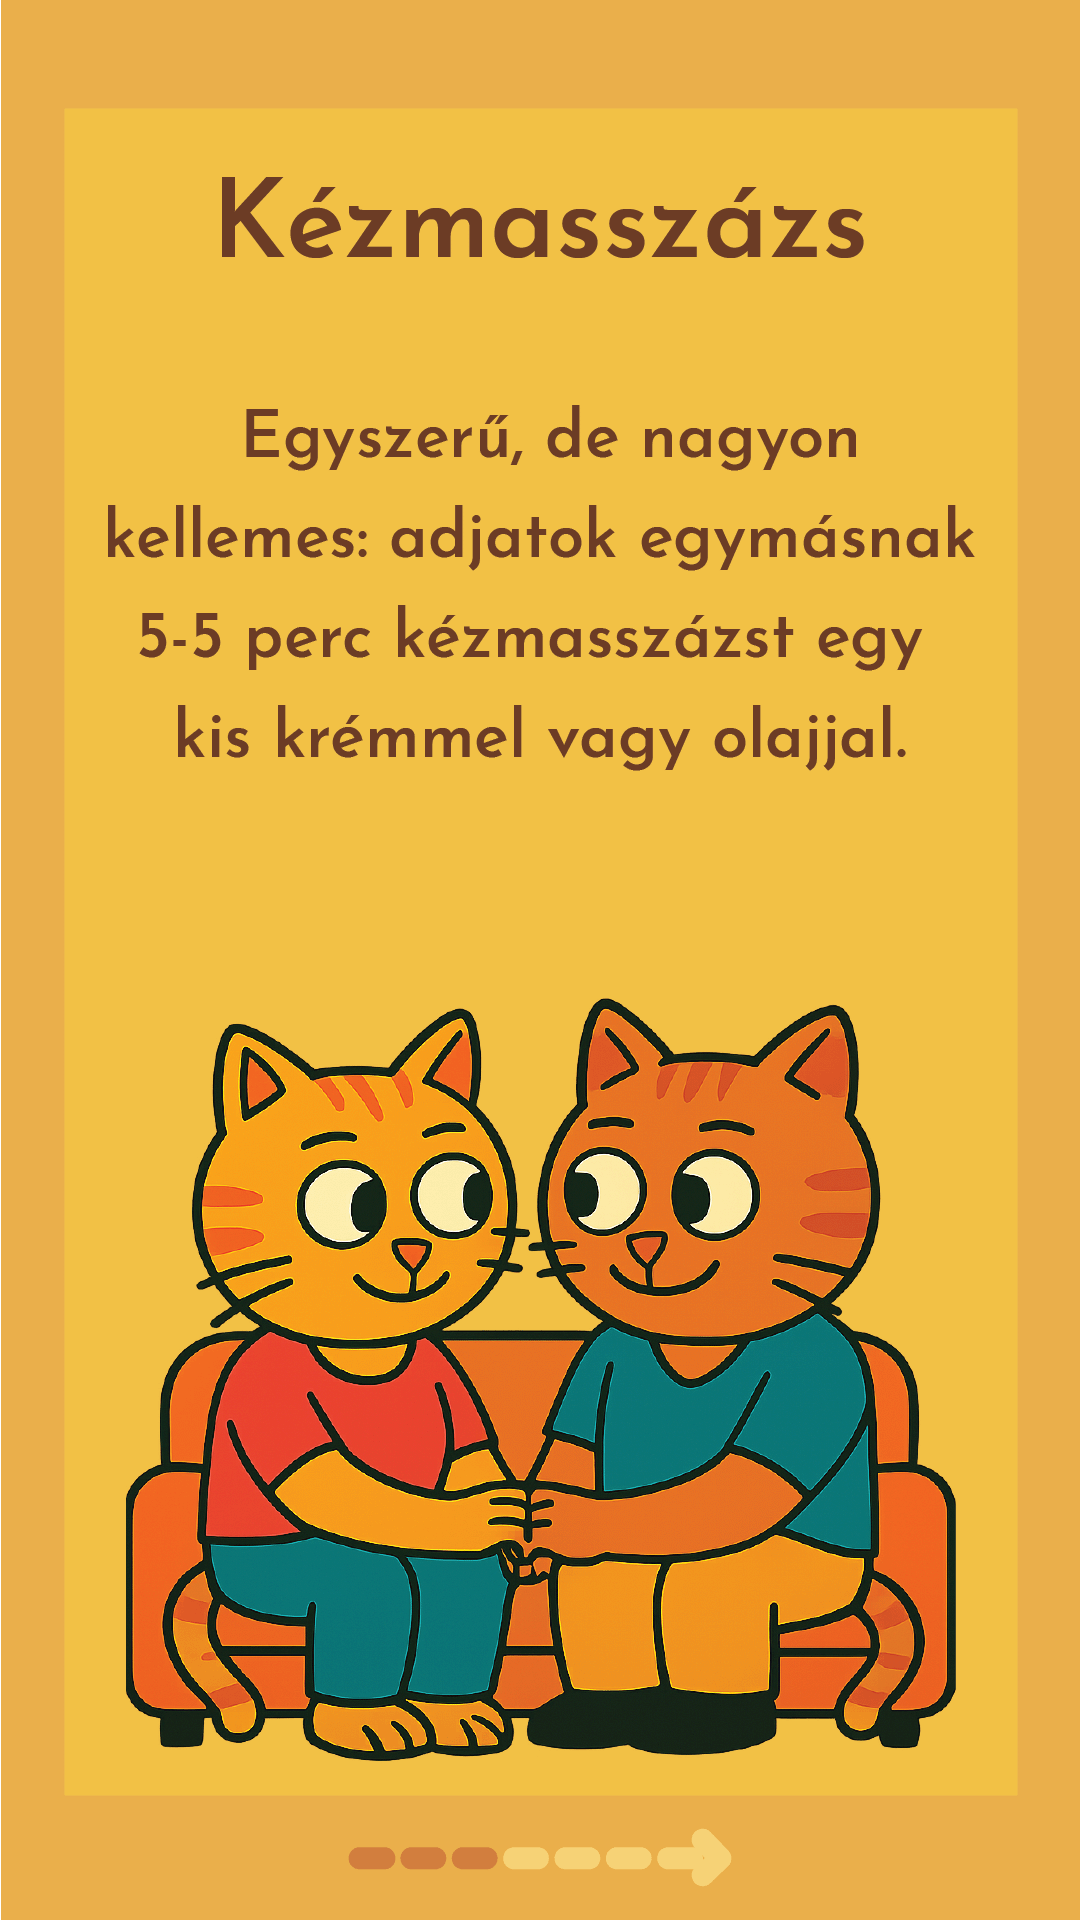 Kézmasszázs
Egyszerű, de nagyon
kellemes: adjatok egymásnak
5-5 perc kézmasszázst egy
kis krémmel vagy olajjal.